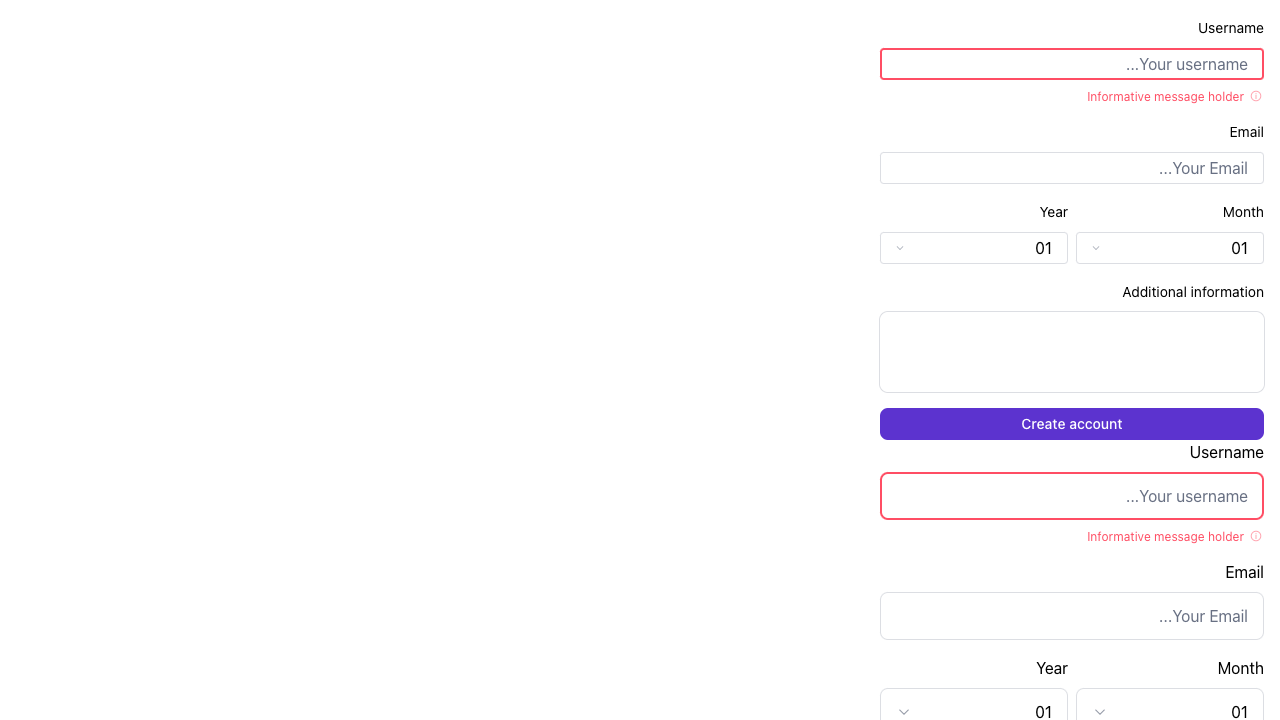 Username
...Your username
Informative message holder
Email
...Your Email
Year
Month
01
01
Additional information
Create account
Username
...Your username
Informative message holder
Email
...Your Email
Year
Month
01
01